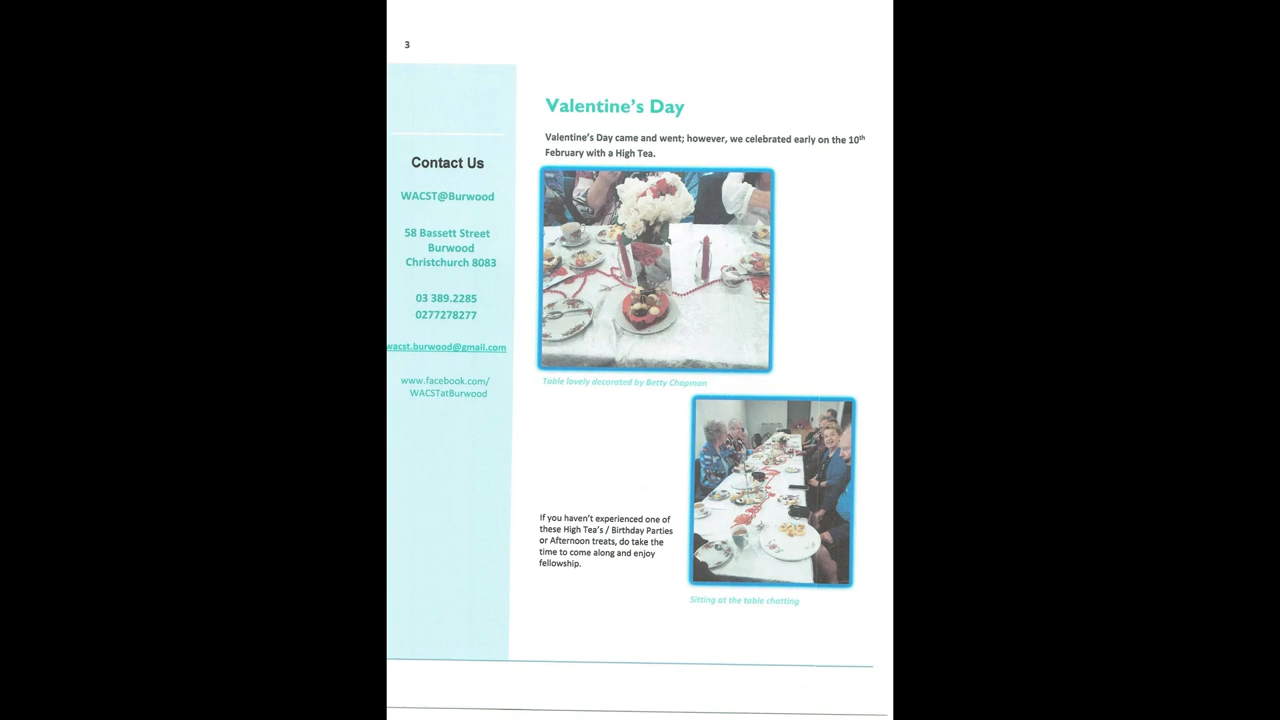 3
Contact Us
WACST@Burwood
58 Bassett Street
Burwood
Christchurch 8083
03 389.2285
0277278277
wacst.burwood@gmail.com
www.facebook.com/
WACSTatBurwood
Valentine's Day
Valentine's Day came and went; however, we celebrated early on the 10th
February with a High Tea.
Table lovely decorated by Betty Chapman
If you haven't experienced one of
these High Tea's / Birthday Parties
or Afternoon treats, do take the
time to come along and enjoy
fellowship.
Sitting at the table chatting